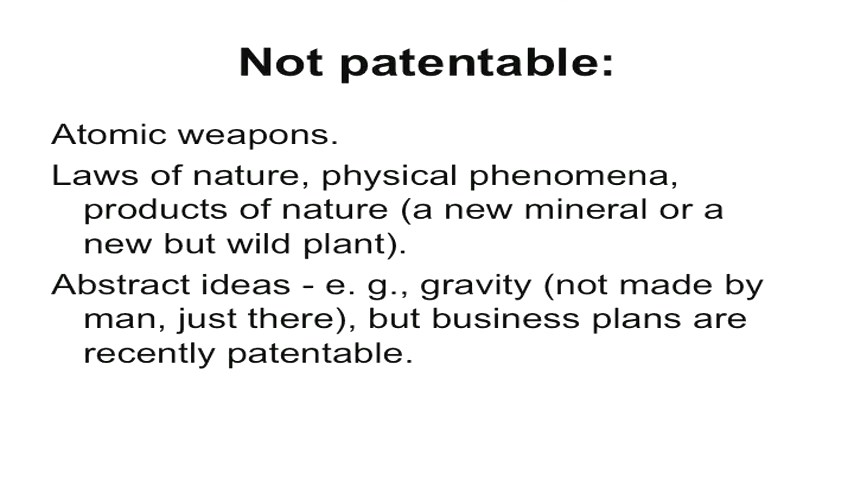 Not patentable:
Atomic weapons.
Laws of nature, physical phenomena,
products of nature (a new mineral or a
new but wild plant).
Abstract ideas - e. g., gravity (not made by
man, just there), but business plans are
recently patentable.